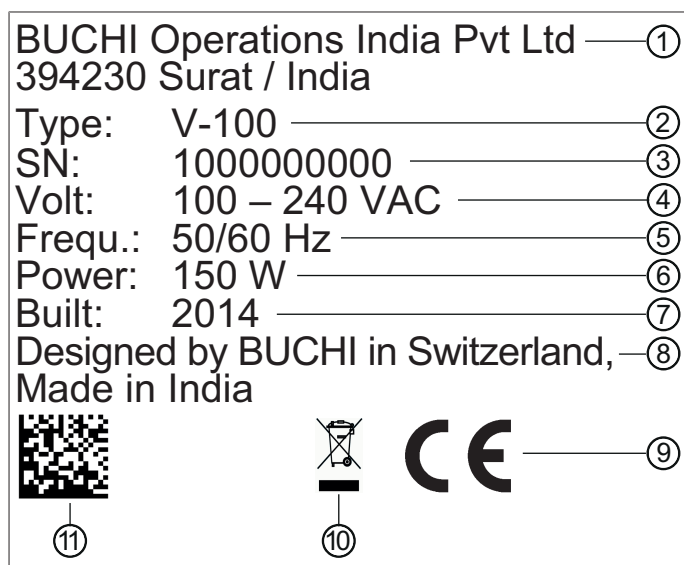 BUCHI Operations India Pvt Ltd ①
394230 Surat / India
Type: V-100 ②
SN: 1000000000 ③
Volt: 100 – 240 VAC ④
Frequ.: 50/60 Hz ⑤
Power: 150 W ⑥
Built: 2014 ⑦
Designed by BUCHI in Switzerland, ⑧
Made in India
CE ⑨
⑪ ⑩